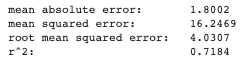 mean absolute error: 1.8002
mean squared error: 16.2469
root mean squared error: 4.0307
r^2: 0.7184